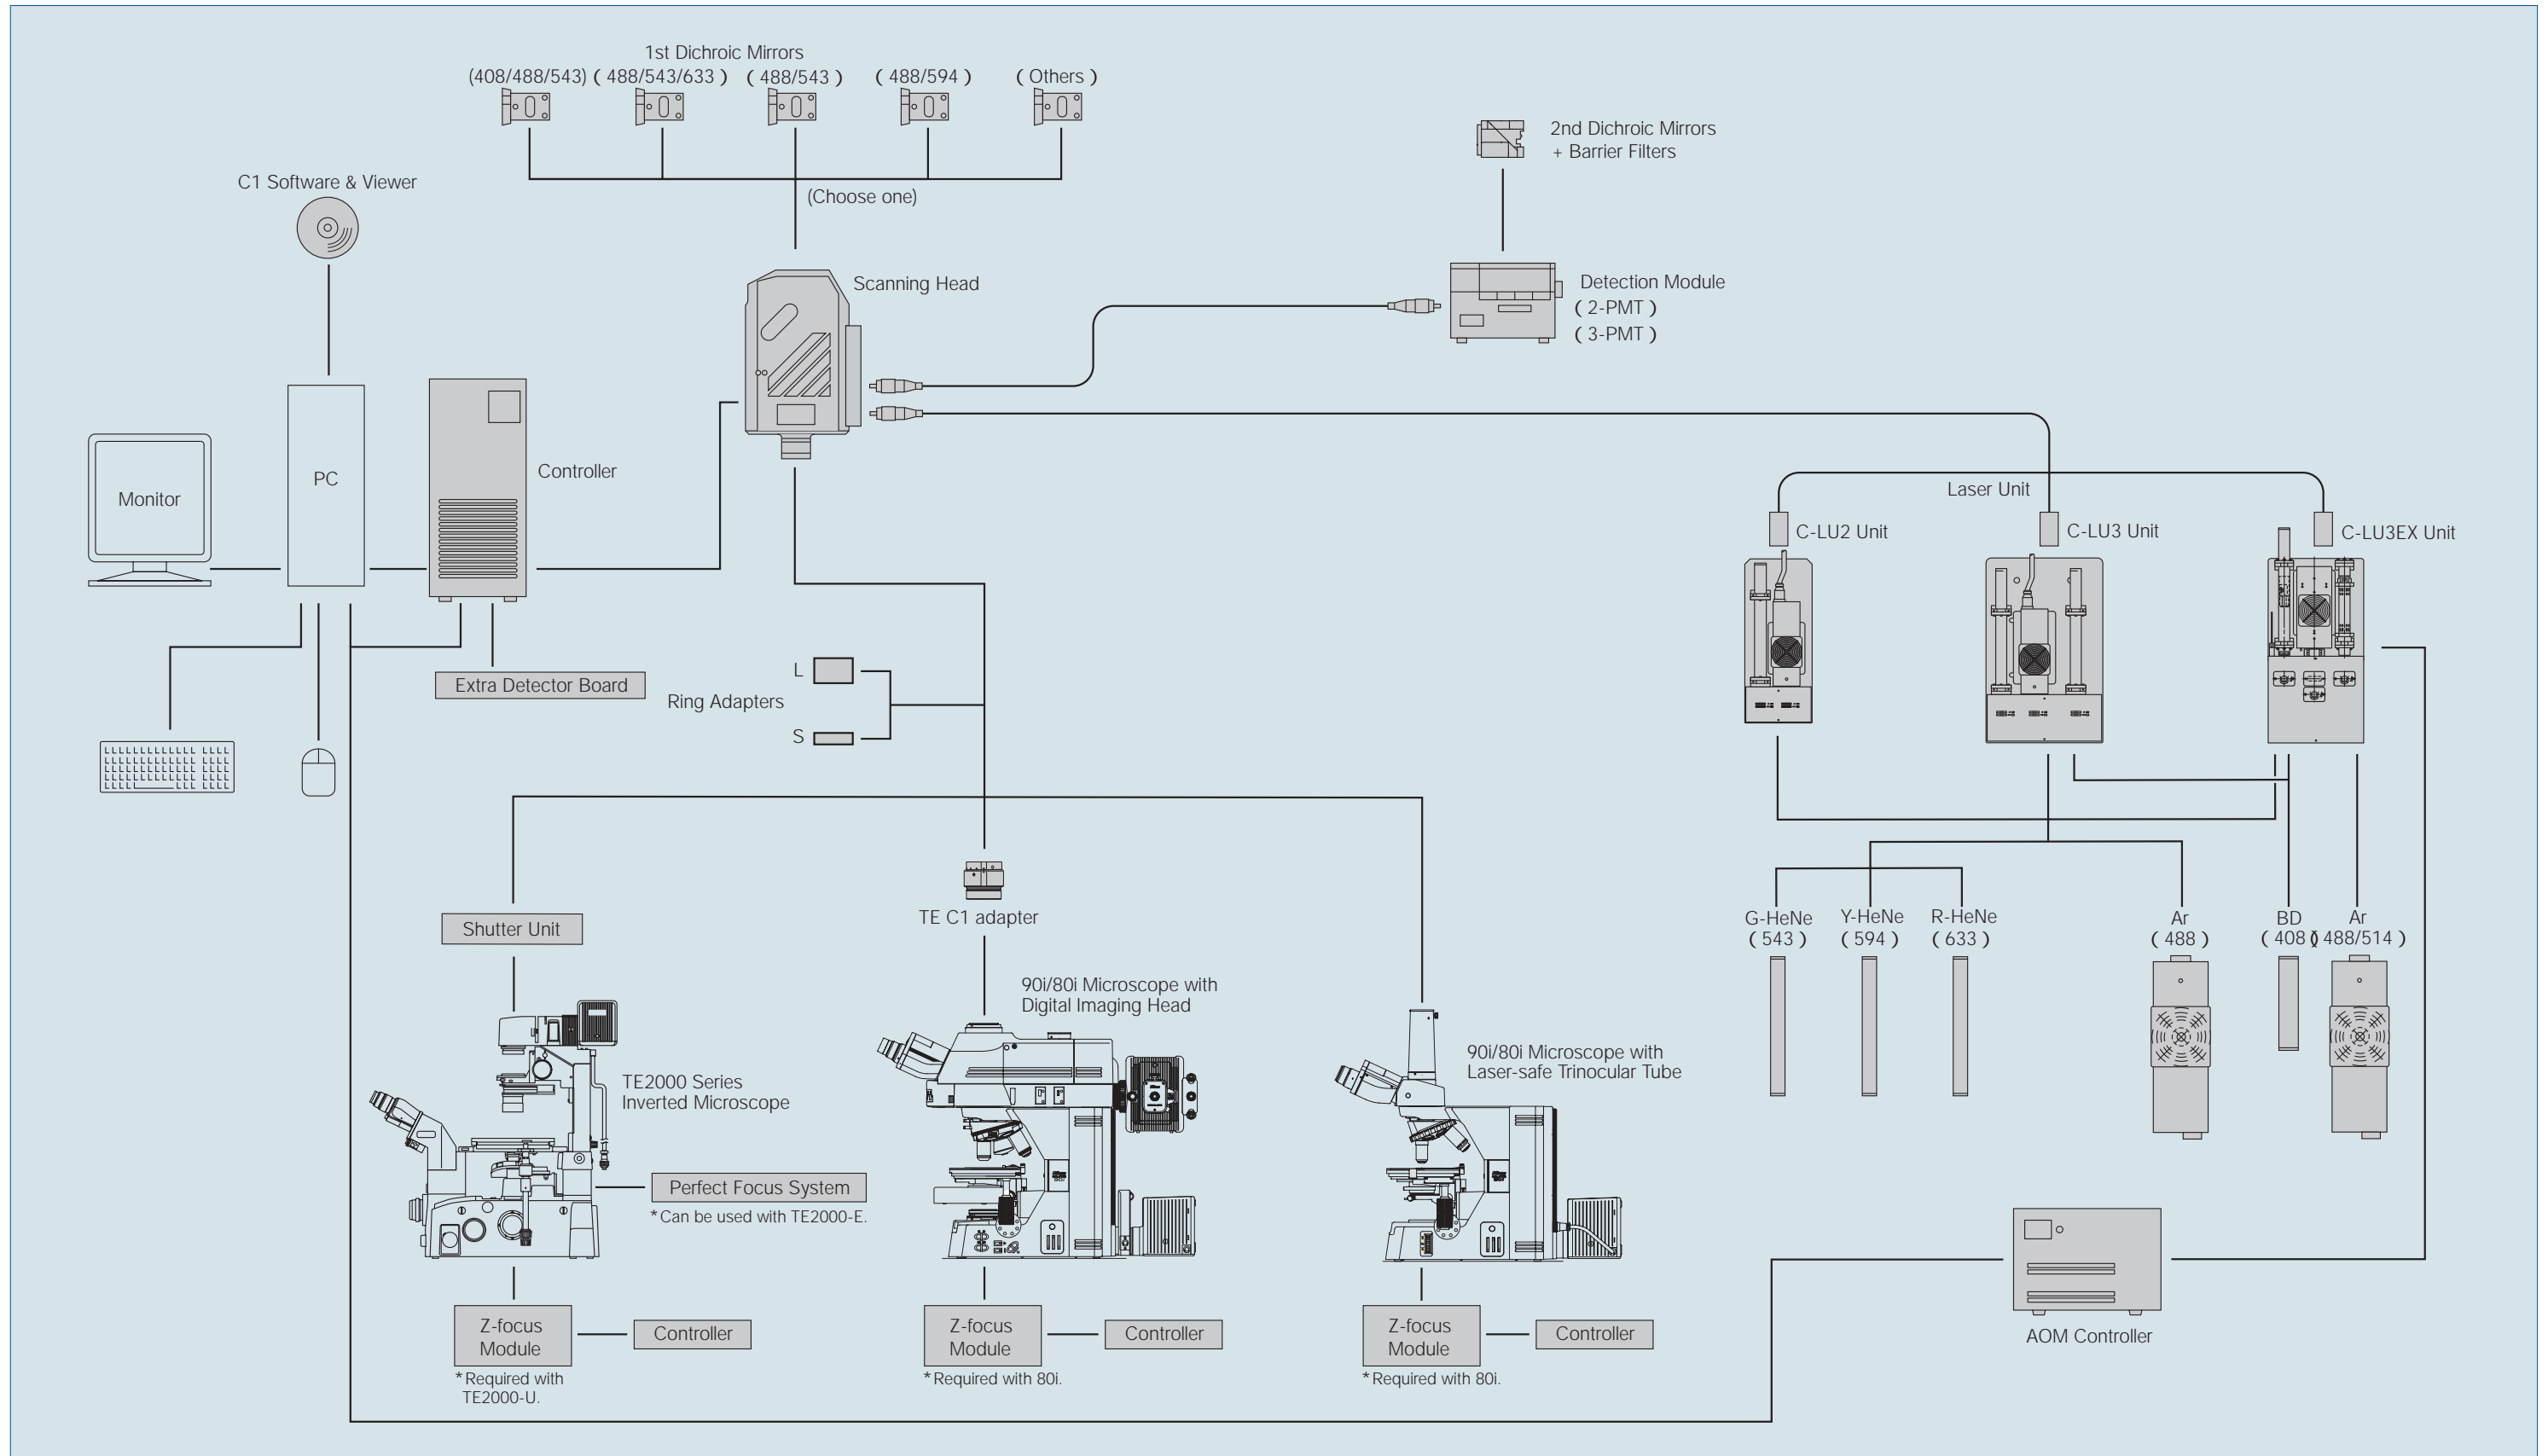 1st Dichroic Mirrors
(408/488/543) ( 488/543/633 ) ( 488/543 ) ( 488/594 ) ( Others )
(Choose one)
2nd Dichroic Mirrors
+ Barrier Filters
C1 Software & Viewer
Scanning Head
Detection Module
( 2-PMT )
( 3-PMT )
Monitor
PC
Controller
Extra Detector Board
Laser Unit
C-LU2 Unit
C-LU3 Unit
C-LU3EX Unit
L
Ring Adapters
S
Shutter Unit
TE C1 adapter
G-HeNe
( 543 )
Y-HeNe
( 594 )
R-HeNe
( 633 )
Ar
( 488 )
BD
( 408 )
Ar
( 488/514 )
90i/80i Microscope with
Digital Imaging Head
90i/80i Microscope with
Laser-safe Trinocular Tube
TE2000 Series
Inverted Microscope
Perfect Focus System
*Can be used with TE2000-E.
Z-focus
Module
Controller
*Required with
TE2000-U.
Z-focus
Module
Controller
*Required with 80i.
Z-focus
Module
Controller
*Required with 80i.
AOM Controller